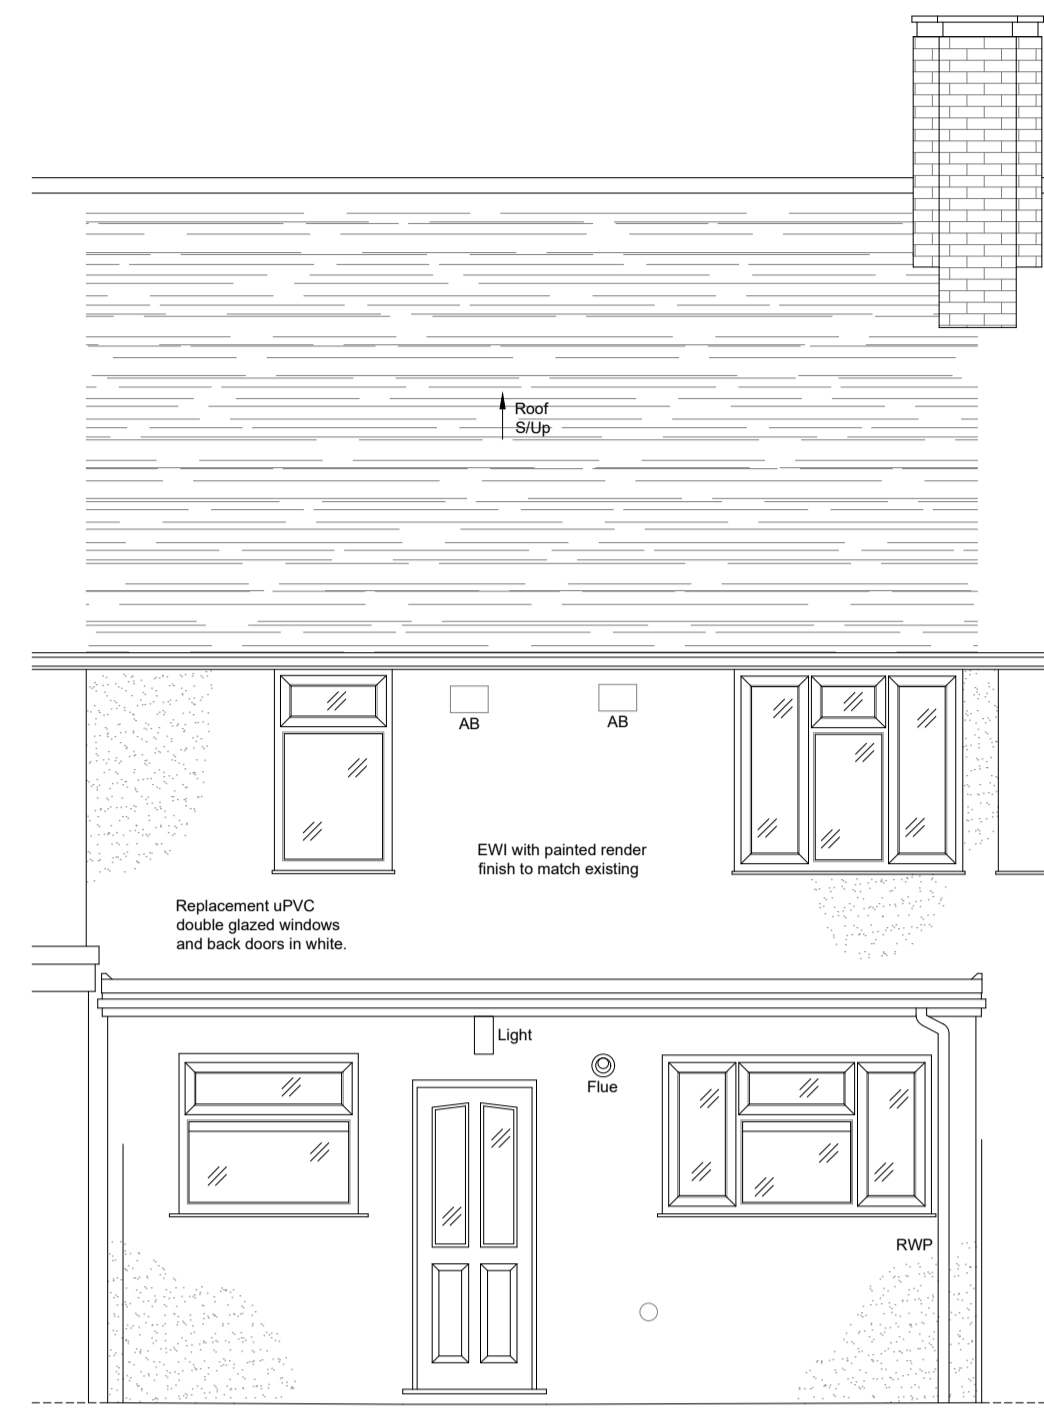 Roof
S/Up
AB
AB
EWI with painted render
finish to match existing
Replacement uPVC
double glazed windows
and back doors in white.
Light
Flue
RWP